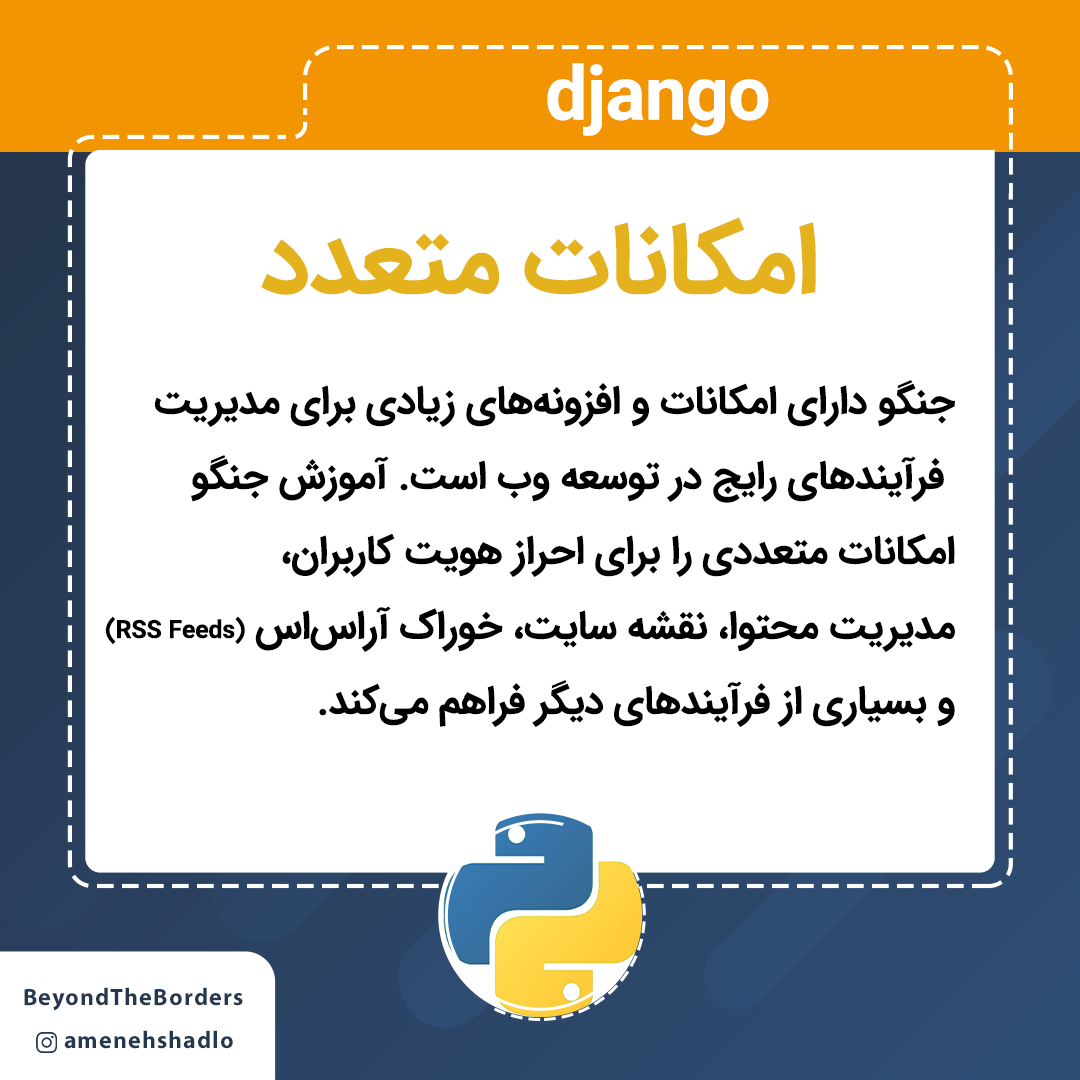 django
امکانات متعدد
جنگو دارای امکانات و افزونه‌های زیادی برای مدیریت
فرآیندهای رایج در توسعه وب است. آموزش جنگو
امکانات متعددی را برای احراز هویت کاربران،
مدیریت محتوا، نقشه سایت، خوراک آراس‌اس (RSS Feeds)
و بسیاری از فرآیندهای دیگر فراهم می‌کند.
BeyondTheBorders
amenehshadlo